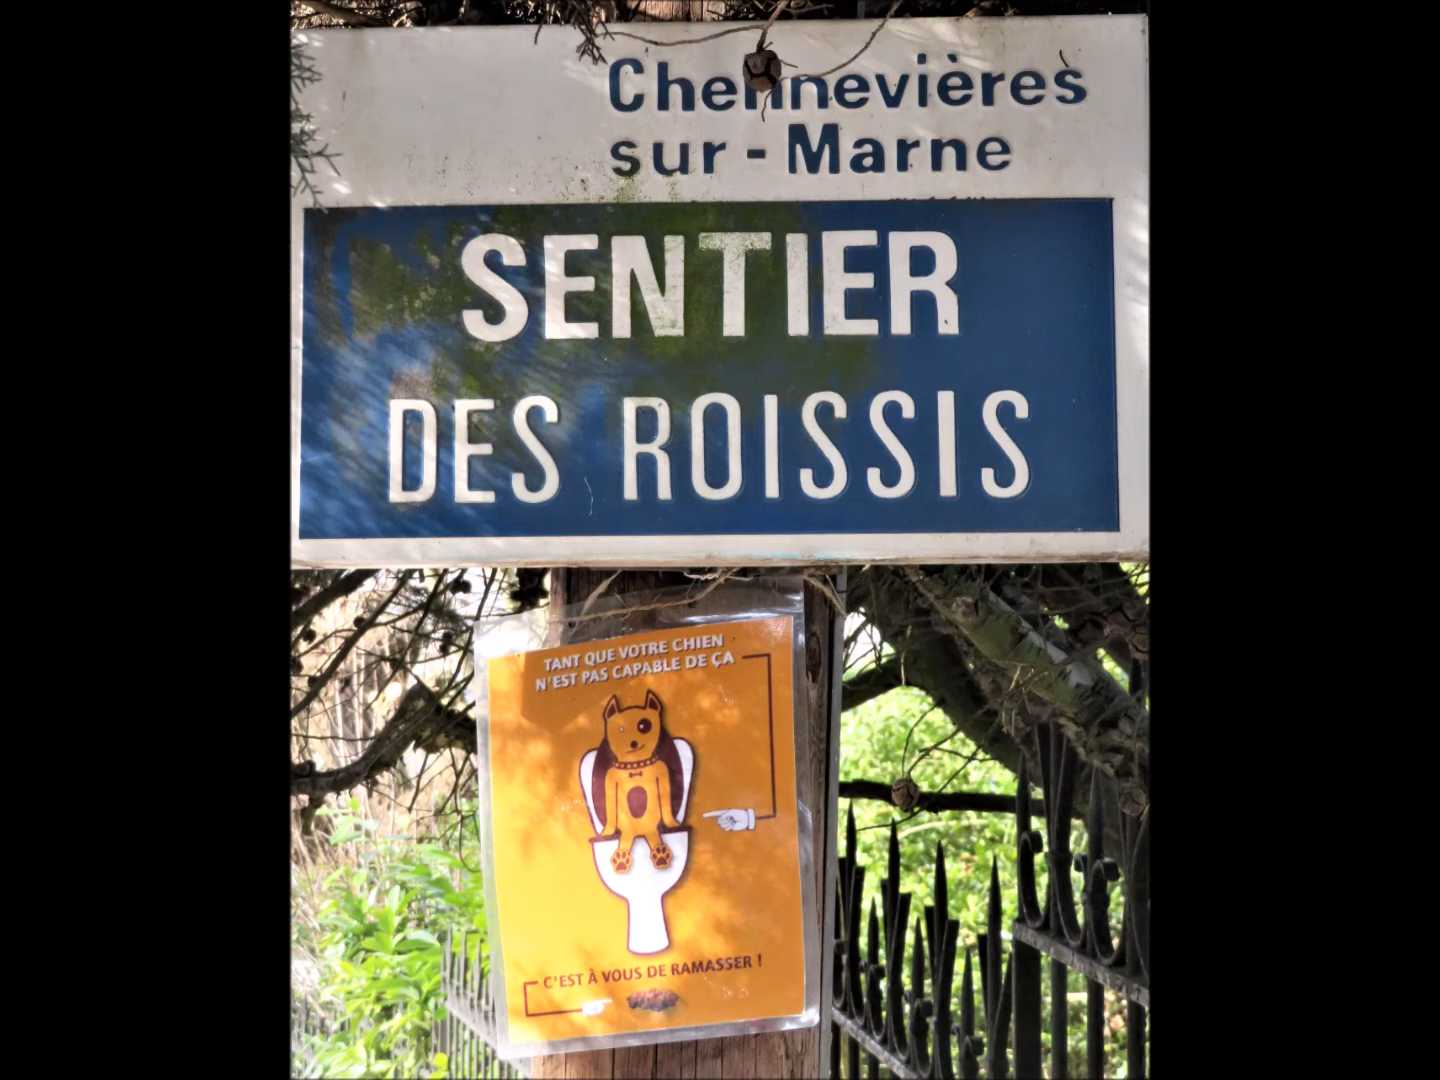 Chennevières
sur-Marne
SENTIER
DES ROISSIS
TANT QUE VOTRE CHIEN
N'EST PAS CAPABLE DE ÇA
C'EST À VOUS DE RAMASSER !